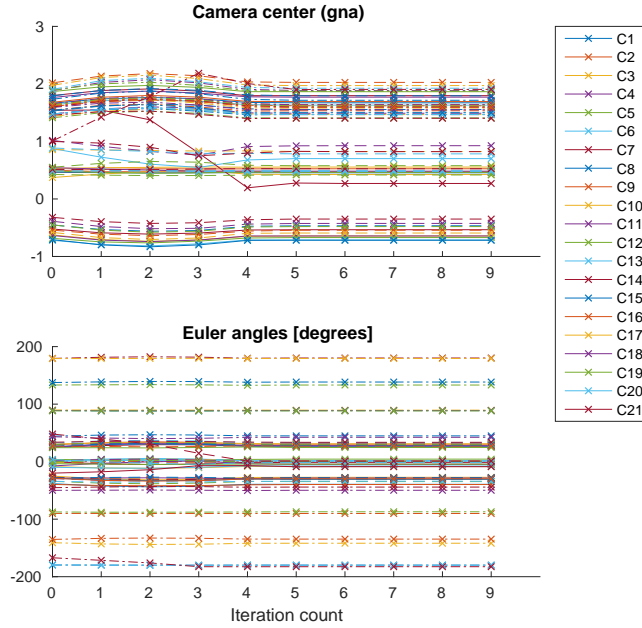 Camera center (gna)
3
2
1
0
-1
0 1 2 3 4 5 6 7 8 9
Euler angles [degrees]
200
100
0
-100
-200
0 1 2 3 4 5 6 7 8 9
Iteration count
C1
C2
C3
C4
C5
C6
C7
C8
C9
C10
C11
C12
C13
C14
C15
C16
C17
C18
C19
C20
C21